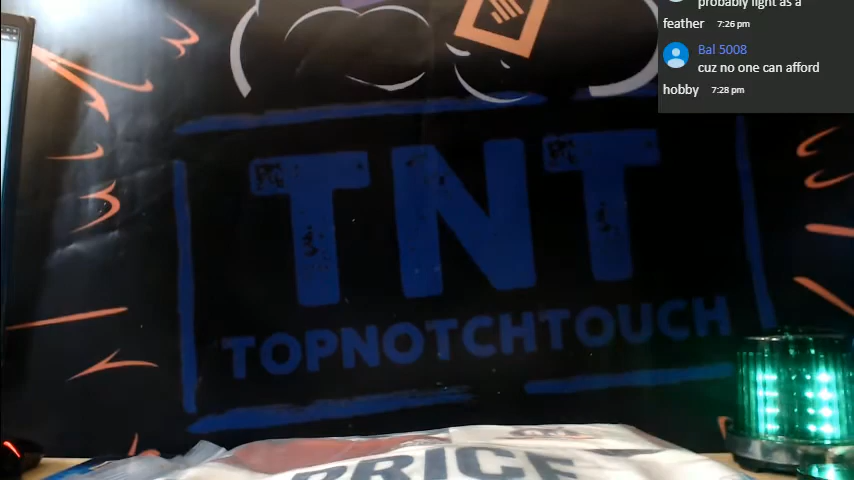 probably light as a
feather 7:26 pm
Bal 5008
cuz no one can afford
hobby 7:28 pm
TNT
TOPNOTCHTOUCH
PRICE